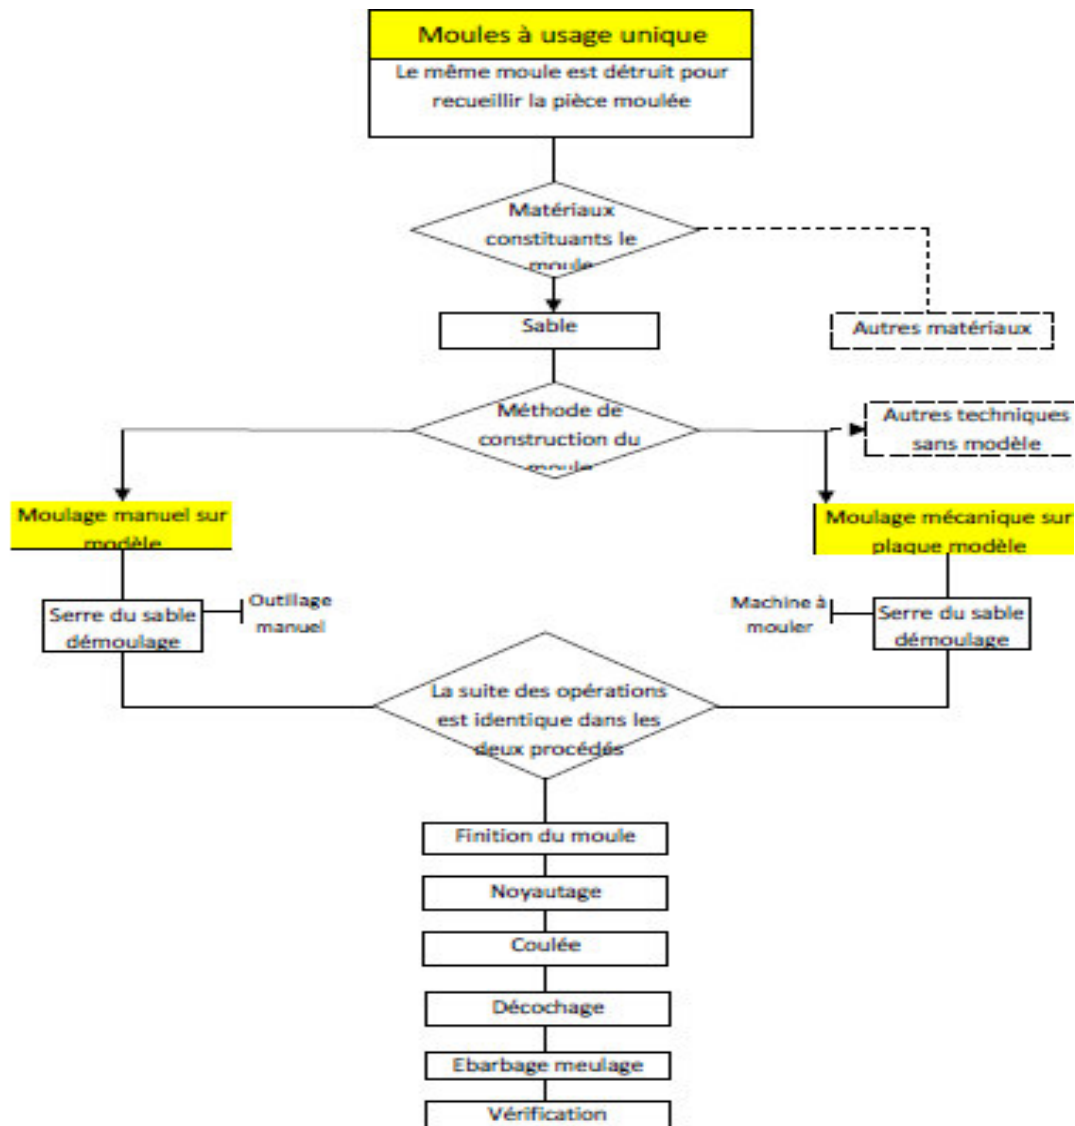 Moules à usage unique
Le même moule est détruit pour
recueillir la pièce moulée
Matériaux
constituants le
moule
Sable
Autres matériaux
Méthode de
construction du
moule
Autres techniques
sans modèle
Moulage manuel sur
modèle
Moulage mécanique sur
plaque modèle
Serre du sable
démoulage
Outillage
manuel
Machine à
mouler
Serre du sable
démoulage
La suite des opérations
est identique dans les
deux procédés
Finition du moule
Noyautage
Coulée
Décochage
Ebarbage meulage
Vérification